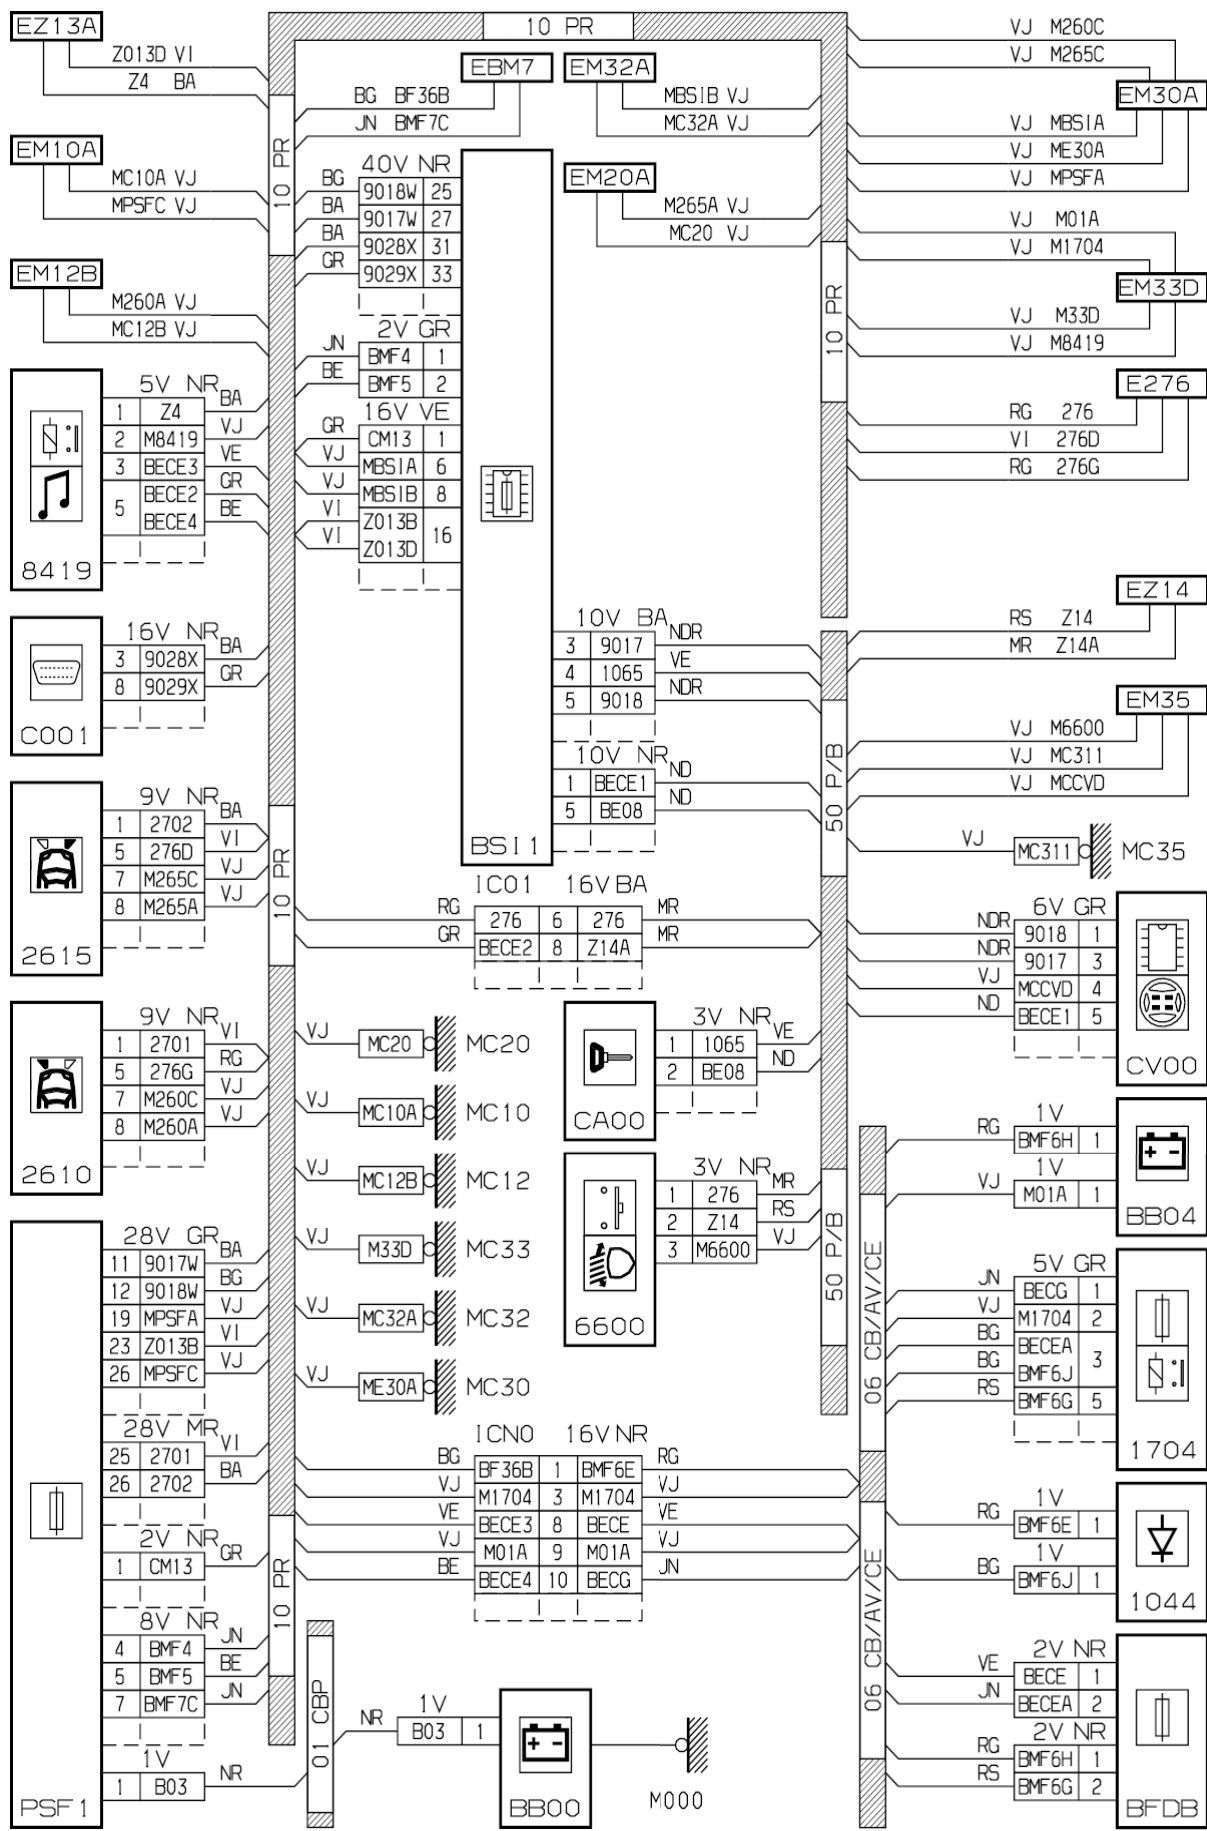 EZ13A
Z013D VI
Z4 BA
EM10A
MC10A VJ
MPSFC VJ
EM12B
M260A VJ
MC12B VJ
5V NR
1 Z4 BA
2 M8419 VJ
3 BECE3 VE
5 BECE2 GR
BECE4 BE
8419
16V NR
3 9028X BA
8 9029X GR
C001
9V NR
1 2702 BA
5 276D VI
7 M265C VJ
8 M265A VJ
2615
9V NR
1 2701 VI
5 276G RG
7 M260C VJ
8 M260A VJ
2610
28V GR
11 9017W BA
12 9018W BG
19 MPSFA VJ
23 Z013B VI
26 MPSFC VJ
28V MR
25 2701 VI
26 2702 BA
2V NR
1 CM13 GR
8V NR
4 BMF4 JN
5 BMF5 BE
7 BMF7C JN
1V
1 B03 NR
PSF1
10 PR
10 PR
10 PR
10 PR
01 CBP
EBM7
BG BF36B
JN BMF7C
40V NR
BG 9018W 25
BA 9017W 27
BA 9028X 31
GR 9029X 33
2V GR
JN BMF4 1
BE BMF5 2
16V VE
GR CM13 1
VJ MBSIA 6
VJ MBSIB 8
VI Z013B 16
VI Z013D
BSI1
EM32A
MBSIB VJ
MC32A VJ
EM20A
M265A VJ
MC20 VJ
10V BA
3 9017 NDR
4 1065 VE
5 9018 NDR
10V NR
1 BECE1 ND
5 BE08 ND
IC01 16V BA
RG 276 6 276 MR
GR BECE2 8 Z14A MR
VJ MC20 MC20
VJ MC10A MC10
VJ MC12B MC12
VJ M33D MC33
VJ MC32A MC32
VJ ME30A MC30
3V NR
1 1065 VE
2 BE08 ND
CA00
3V NR
1 276 MR
2 Z14 RS
3 M6600 VJ
6600
ICN0 16V NR
BG BF36B 1 BMF6E RG
VJ M1704 3 M1704 VJ
VE BECE3 8 BECE VE
VJ M01A 9 M01A VJ
BE BECE4 10 BECG JN
1V
NR B03 1
BB00
M000
10 PR
50 P/B
50 P/B
06 CB/AV/CE
06 CB/AV/CE
VJ M260C
VJ M265C
EM30A
VJ MBSIA
VJ ME30A
VJ MPSFA
VJ M01A
VJ M1704
EM33D
VJ M33D
VJ M8419
E276
RG 276
VI 276D
RG 276G
EZ14
RS Z14
MR Z14A
EM35
VJ M6600
VJ MC311
VJ MCCVD
VJ MC311 MC35
6V GR
NDR 9018 1
NDR 9017 3
VJ MCCVD 4
ND BECE1 5
CV00
1V
RG BMF6H 1
1V
VJ M01A 1
BB04
5V GR
JN BECG 1
VJ M1704 2
BG BECEA 3
BG BMF6J
RS BMF6G 5
1704
1V
RG BMF6E 1
1V
BG BMF6J 1
1044
2V NR
VE BECE 1
JN BECEA 2
2V NR
RG BMF6H 1
RS BMF6G 2
BFDB